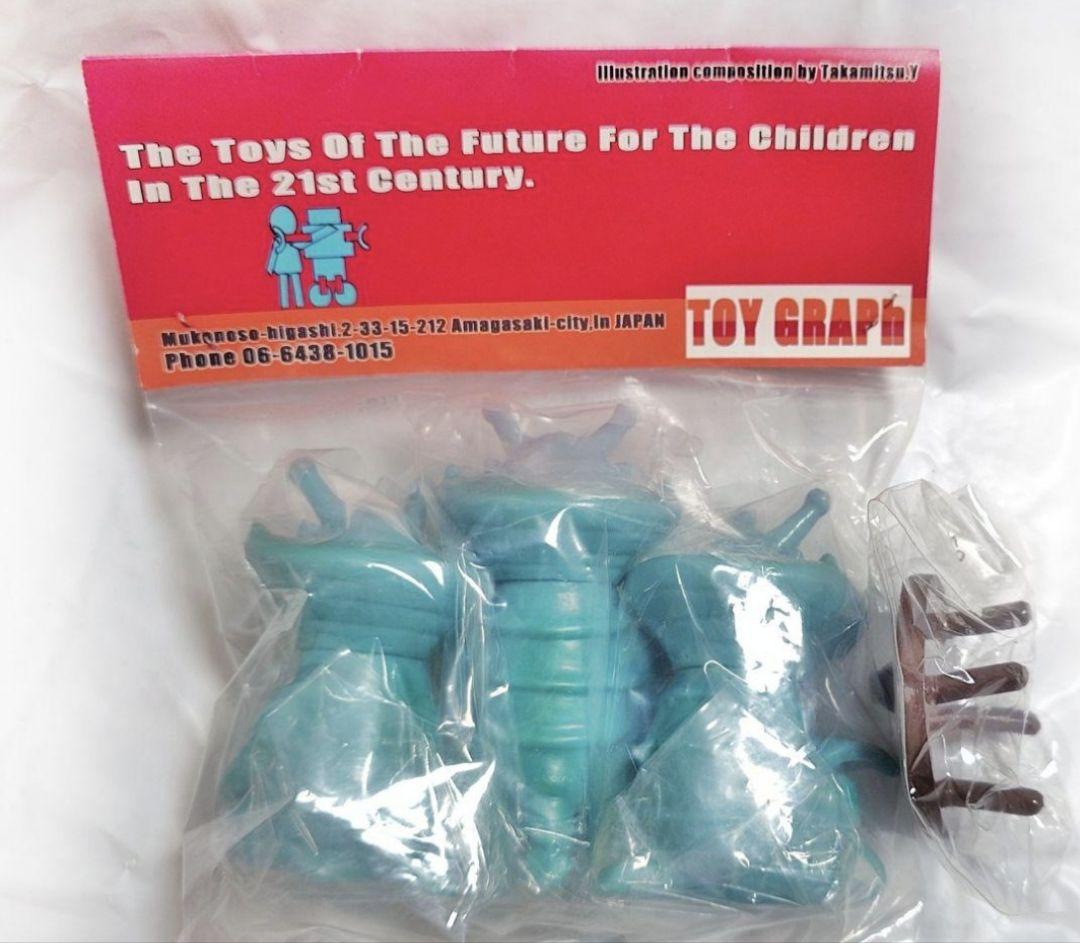 Illustration composition by Takamitsu.Y
The Toys Of The Future For The Children
In The 21st Century.
Mukonoso-higashi.2-33-15-212 Amagasaki-city,In JAPAN
Phone 06-6438-1015
TOY GRAPh